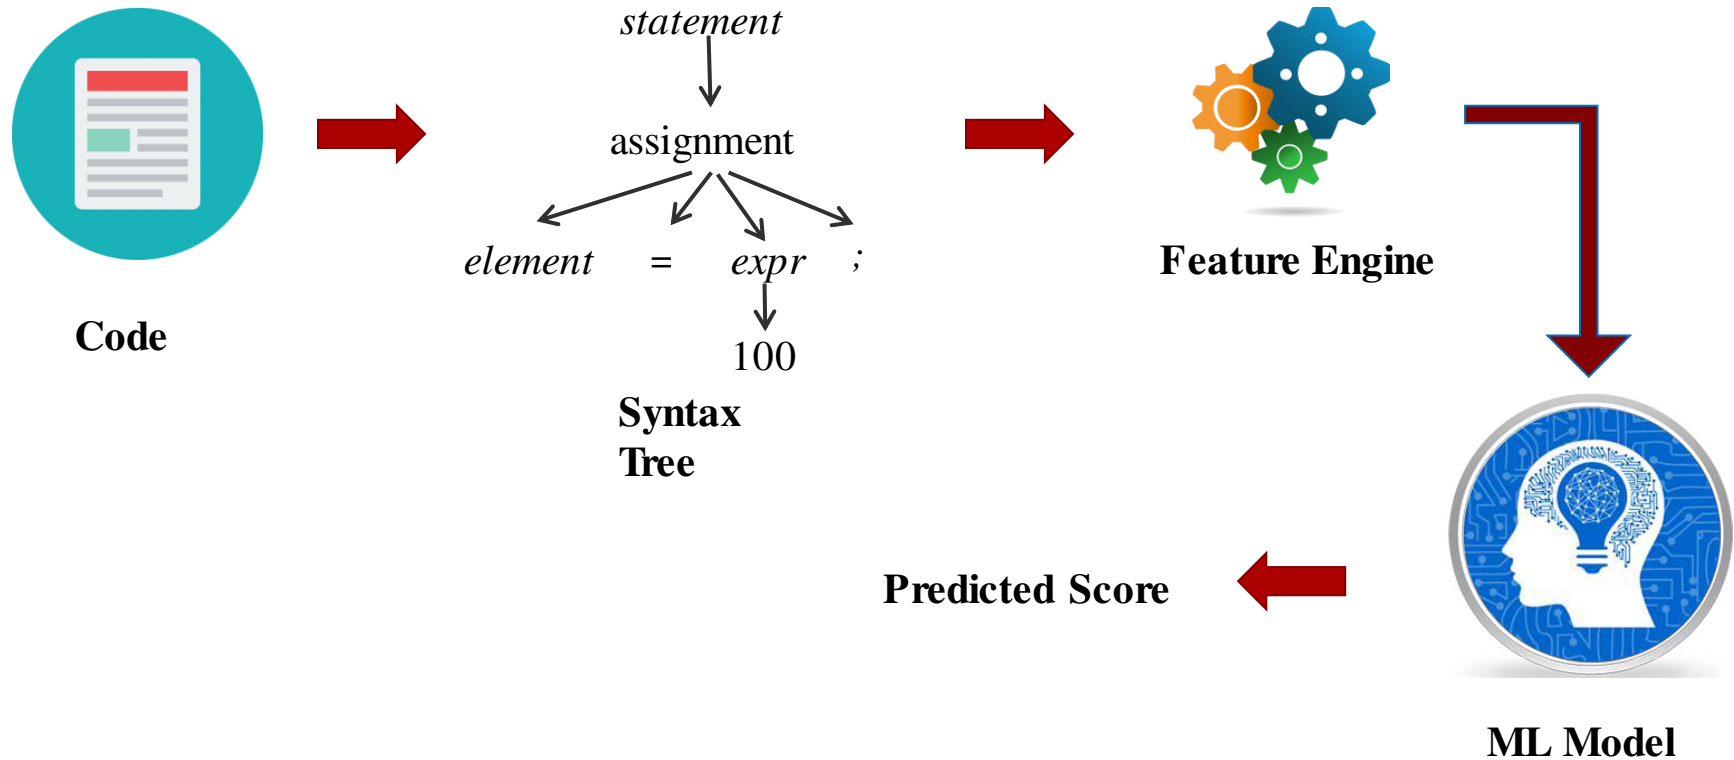 statement
assignment
element = expr ;
100
Code
Syntax
Tree
Feature Engine
Predicted Score
ML Model